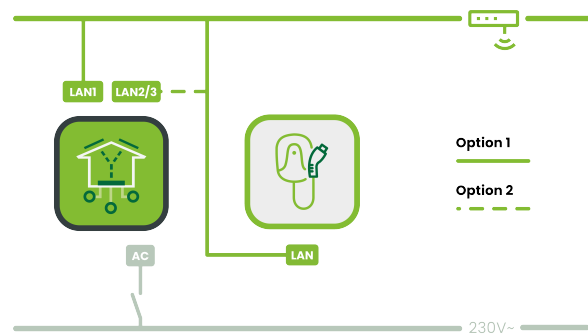 LAN1
LAN2/3
Option 1
Option 2
LAN
AC
230V~